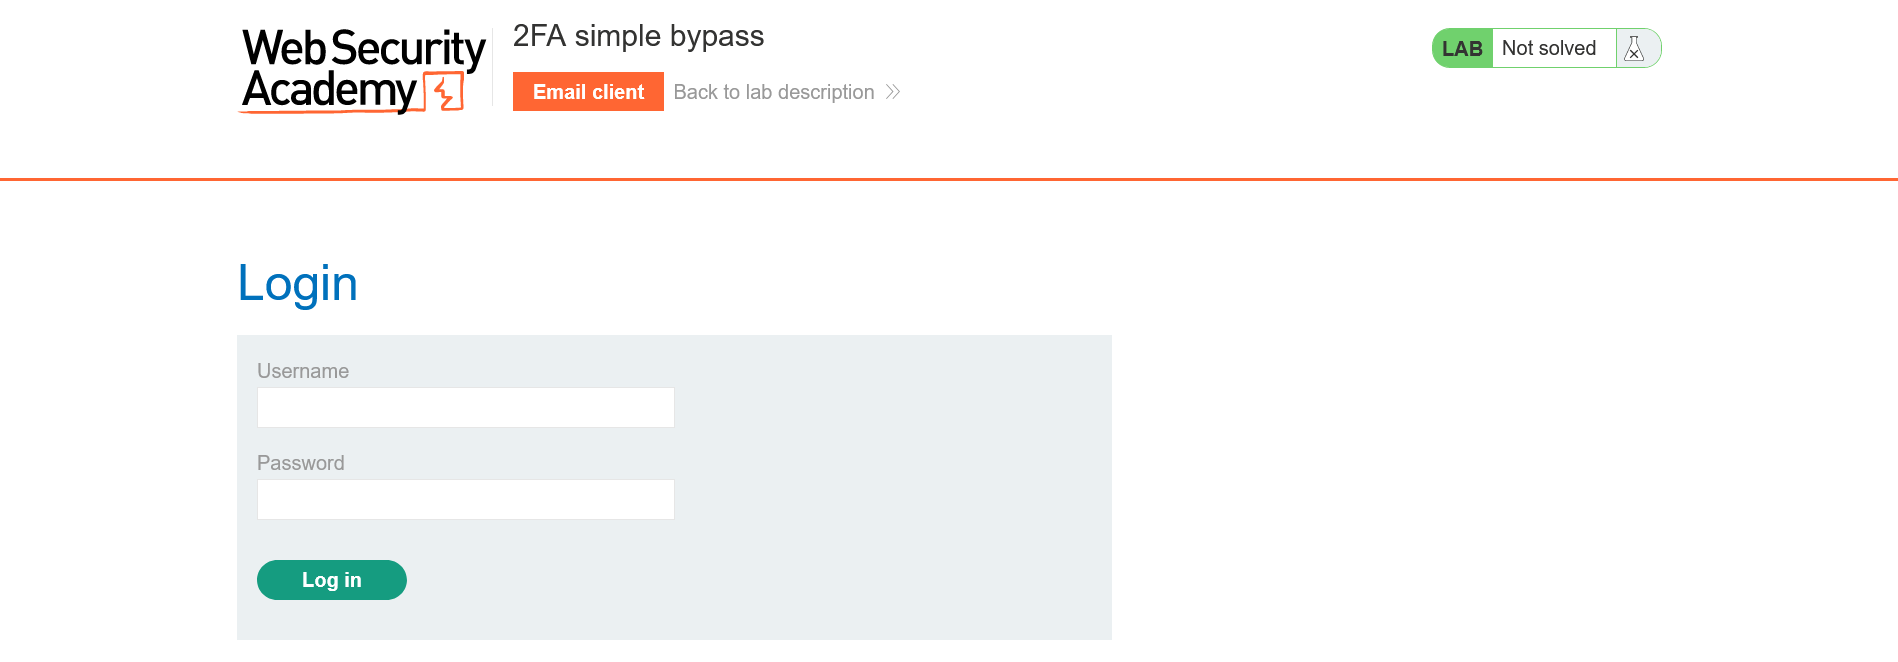 Web Security
Academy
2FA simple bypass
Email client
Back to lab description
LAB
Not solved
Login
Username
Password
Log in